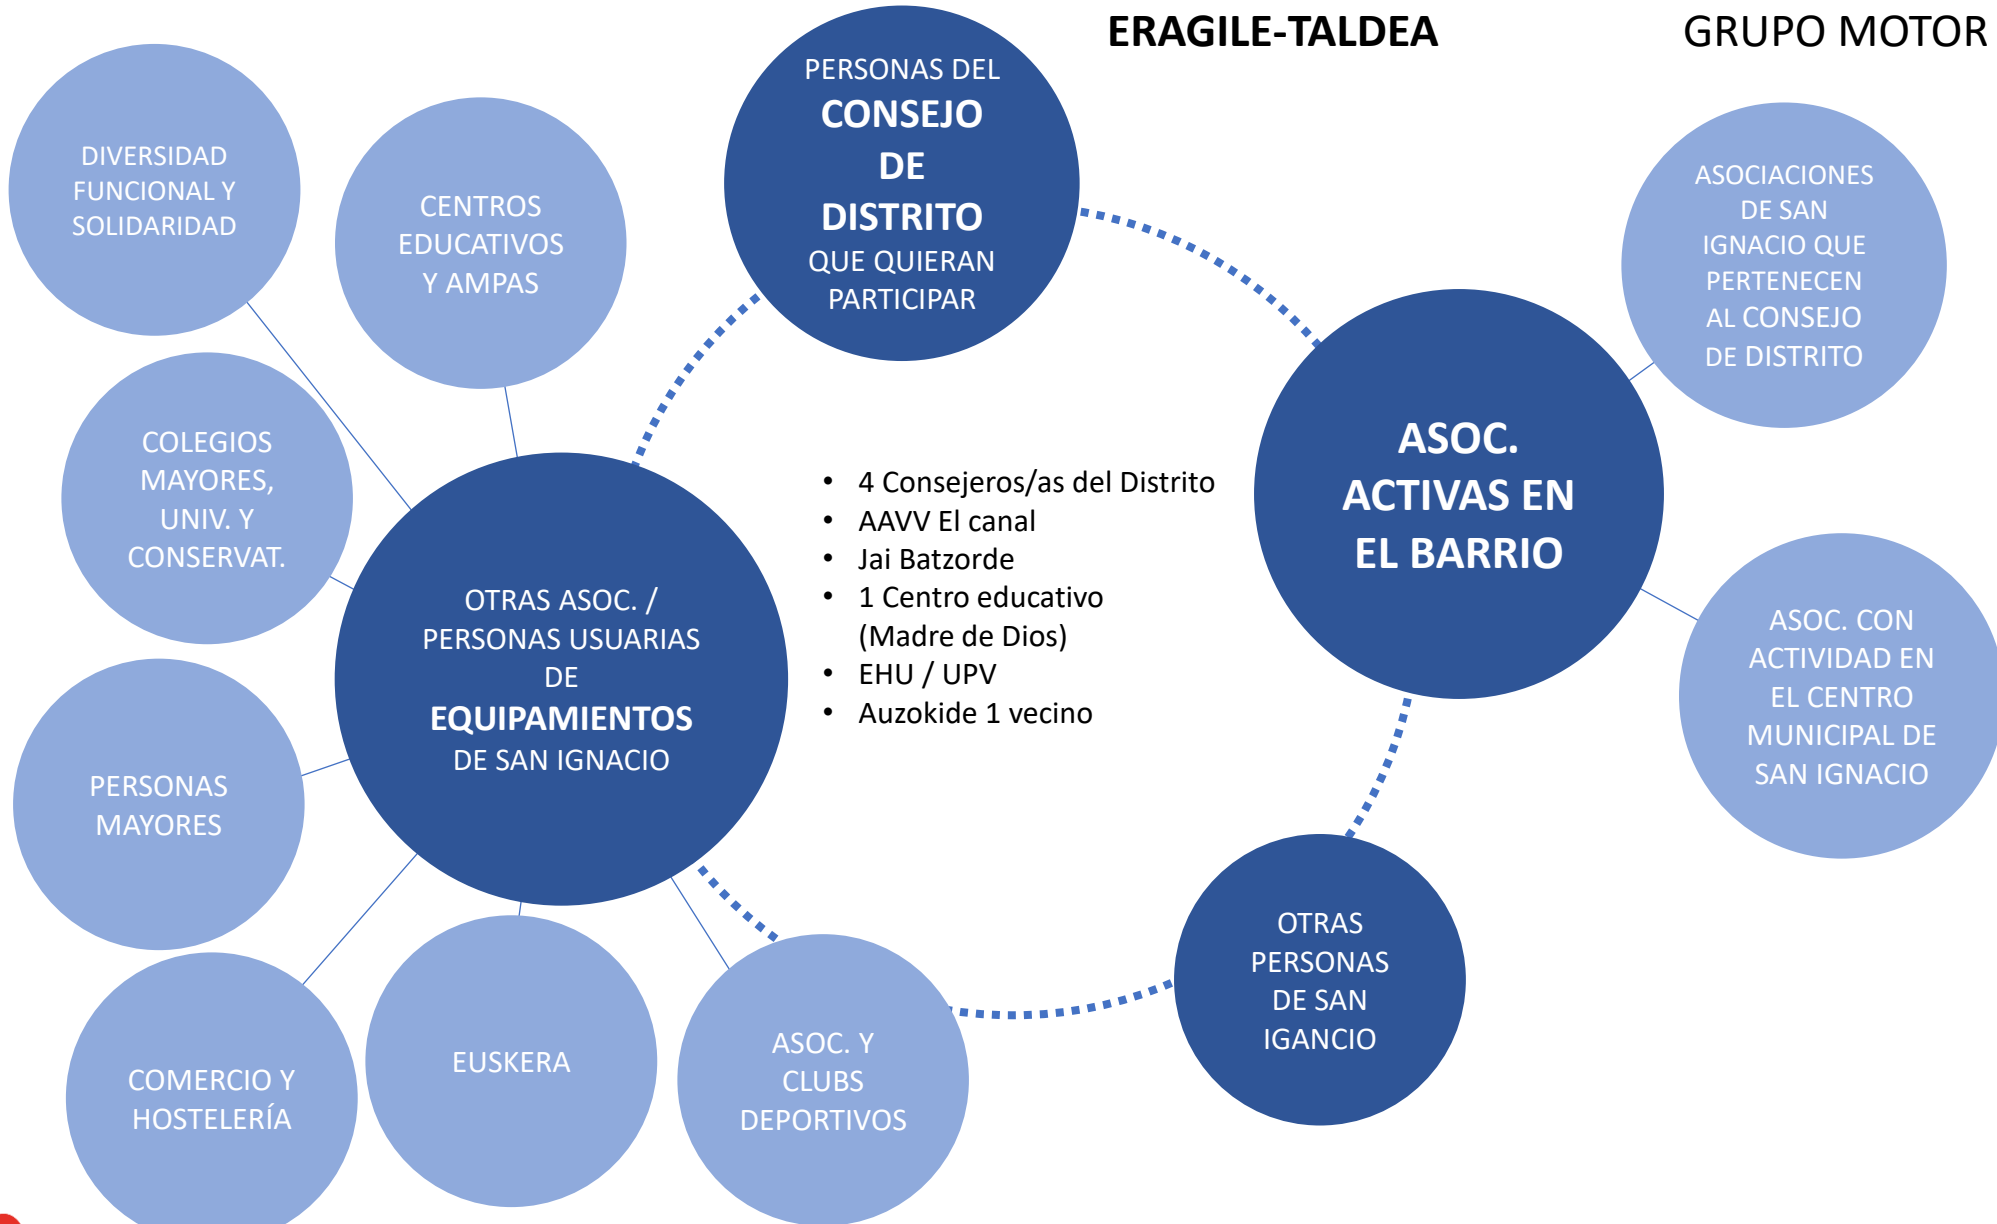 ERAGILE-TALDEA
GRUPO MOTOR
PERSONAS DEL
CONSEJO
DE
DISTRITO
QUE QUIERAN
PARTICIPAR
DIVERSIDAD
FUNCIONAL Y
SOLIDARIDAD
CENTROS
EDUCATIVOS
Y AMPAS
ASOCIACIONES
DE SAN
IGNACIO QUE
PERTENECEN
AL CONSEJO
DE DISTRITO
COLEGIOS
MAYORES,
UNIV. Y
CONSERVAT.
ASOC.
ACTIVAS EN
EL BARRIO
• 4 Consejeros/as del Distrito
• AAVV El canal
• Jai Batzorde
• 1 Centro educativo
(Madre de Dios)
• EHU / UPV
• Auzokide 1 vecino
OTRAS ASOC. /
PERSONAS USUARIAS
DE
EQUIPAMIENTOS
DE SAN IGNACIO
ASOC. CON
ACTIVIDAD EN
EL CENTRO
MUNICIPAL DE
SAN IGNACIO
PERSONAS
MAYORES
OTRAS
PERSONAS
DE SAN
IGANCIO
COMERCIO Y
HOSTELERÍA
EUSKERA
ASOC. Y
CLUBS
DEPORTIVOS